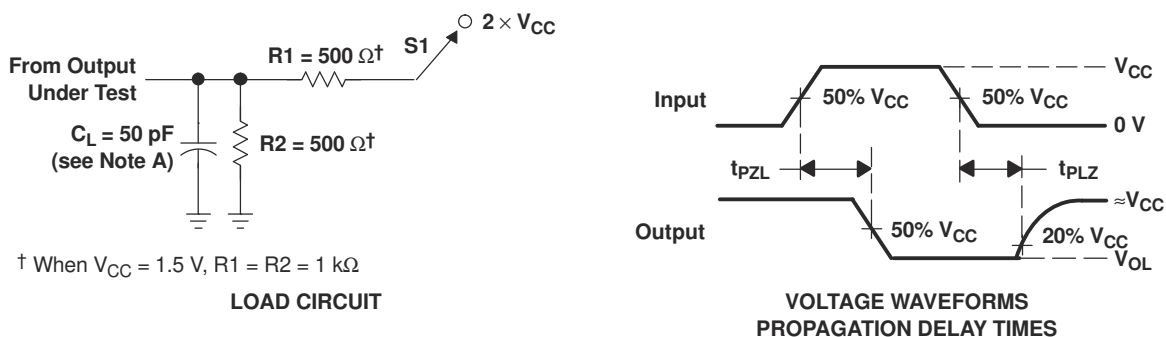 2 × VCC
S1
R1 = 500 Ω†
From Output
Under Test
CL = 50 pF
(see Note A)
R2 = 500 Ω†
† When VCC = 1.5 V, R1 = R2 = 1 kΩ
LOAD CIRCUIT
VCC
Input
50% VCC
50% VCC
0 V
tPZL
tPLZ
≈VCC
Output
50% VCC
20% VCC
VOL
VOLTAGE WAVEFORMS
PROPAGATION DELAY TIMES